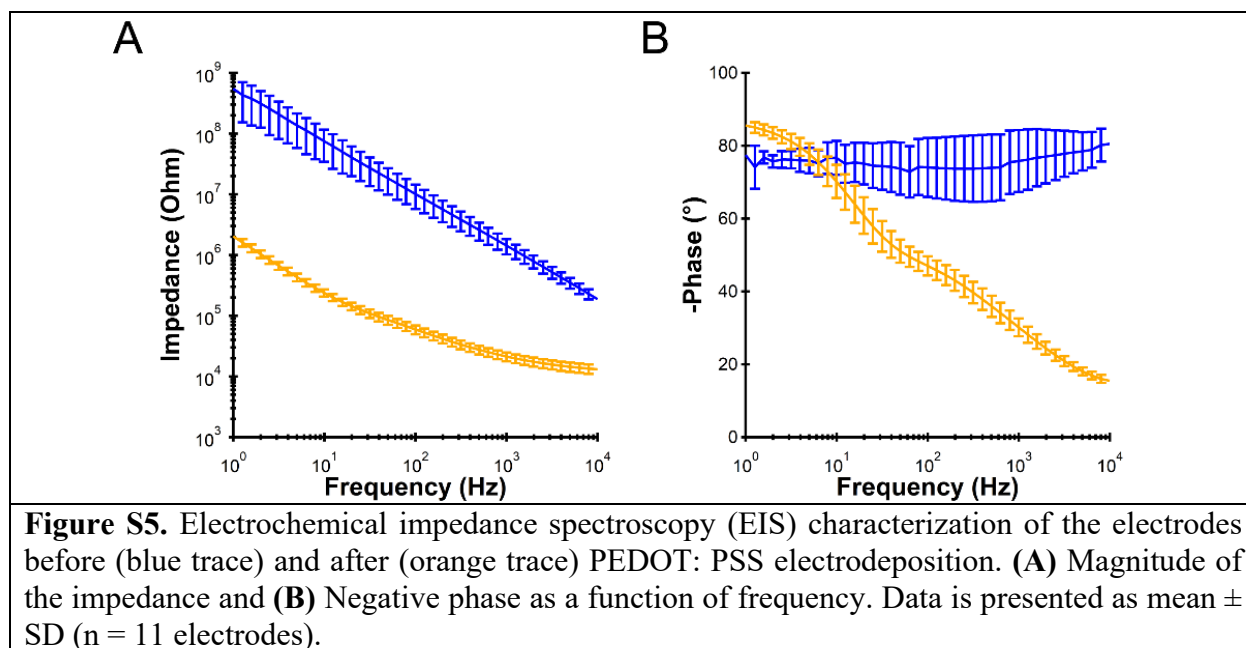 A
B
Impedance (Ohm)
10⁹
10⁸
10⁷
10⁶
10⁵
10⁴
10³
10⁰ 10¹ 10² 10³ 10⁴
Frequency (Hz)
-Phase (°)
100
80
60
40
20
0
10⁰ 10¹ 10² 10³ 10⁴
Frequency (Hz)
Figure S5. Electrochemical impedance spectroscopy (EIS) characterization of the electrodes
before (blue trace) and after (orange trace) PEDOT: PSS electrodeposition. (A) Magnitude of
the impedance and (B) Negative phase as a function of frequency. Data is presented as mean ±
SD (n = 11 electrodes).